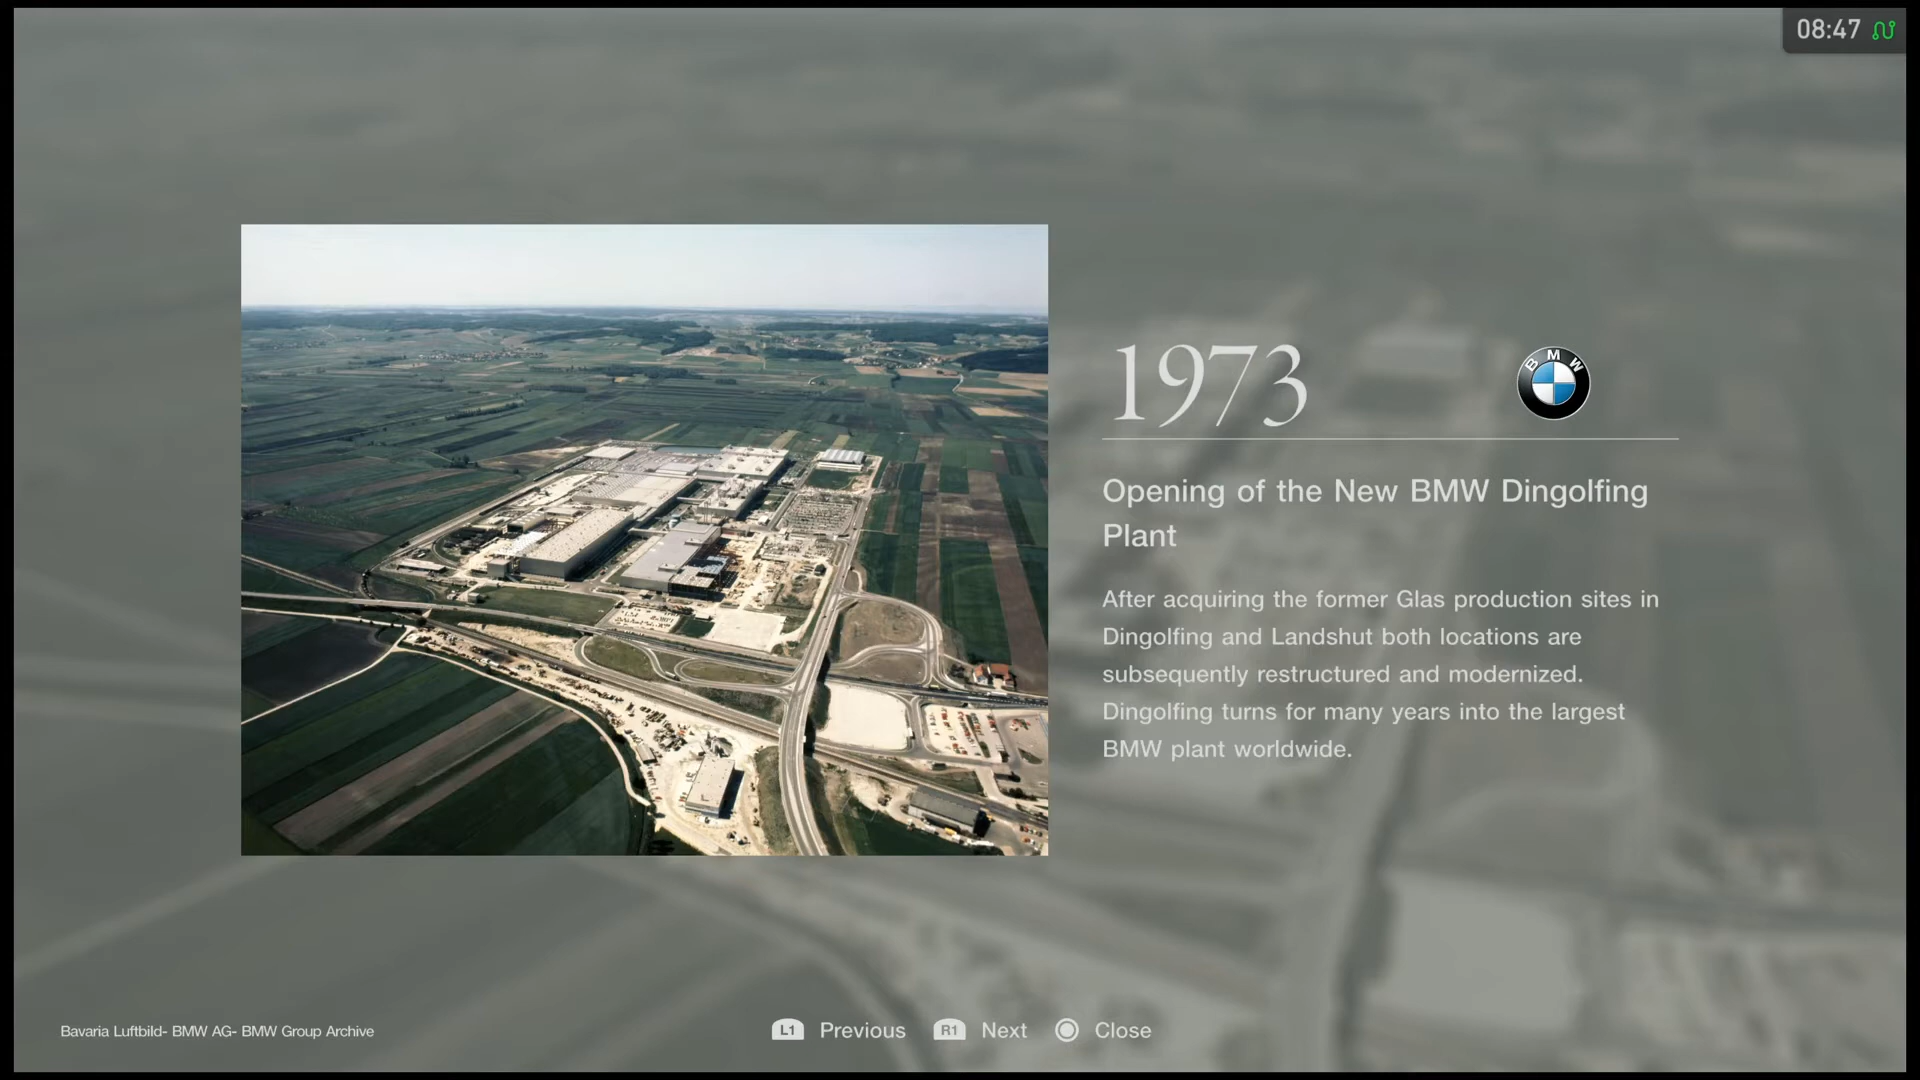 08:47
1973
BMW
Opening of the New BMW Dingolfing
Plant
After acquiring the former Glas production sites in
Dingolfing and Landshut both locations are
subsequently restructured and modernized.
Dingolfing turns for many years into the largest
BMW plant worldwide.
Bavaria Luftbild- BMW AG- BMW Group Archive
L1 Previous R1 Next Close